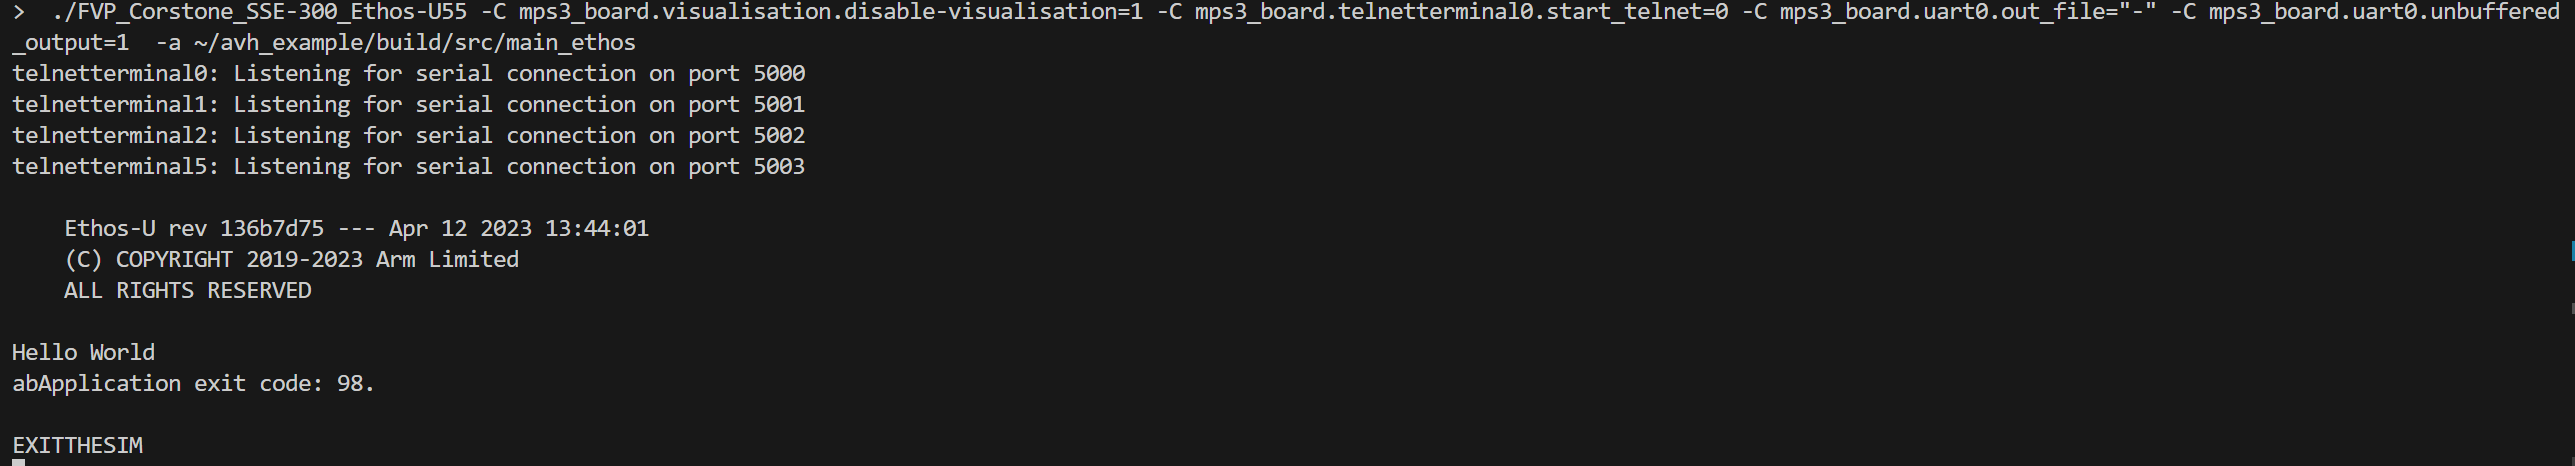 >  ./FVP_Corstone_SSE-300_Ethos-U55 -C mps3_board.visualisation.disable-visualisation=1 -C mps3_board.telnetterminal0.start_telnet=0 -C mps3_board.uart0.out_file="-" -C mps3_board.uart0.unbuffered
_output=1  -a ~/avh_example/build/src/main_ethos
telnetterminal0: Listening for serial connection on port 5000
telnetterminal1: Listening for serial connection on port 5001
telnetterminal2: Listening for serial connection on port 5002
telnetterminal5: Listening for serial connection on port 5003
Ethos-U rev 136b7d75 --- Apr 12 2023 13:44:01
(C) COPYRIGHT 2019-2023 Arm Limited
ALL RIGHTS RESERVED
Hello World
abApplication exit code: 98.
EXITTHESIM